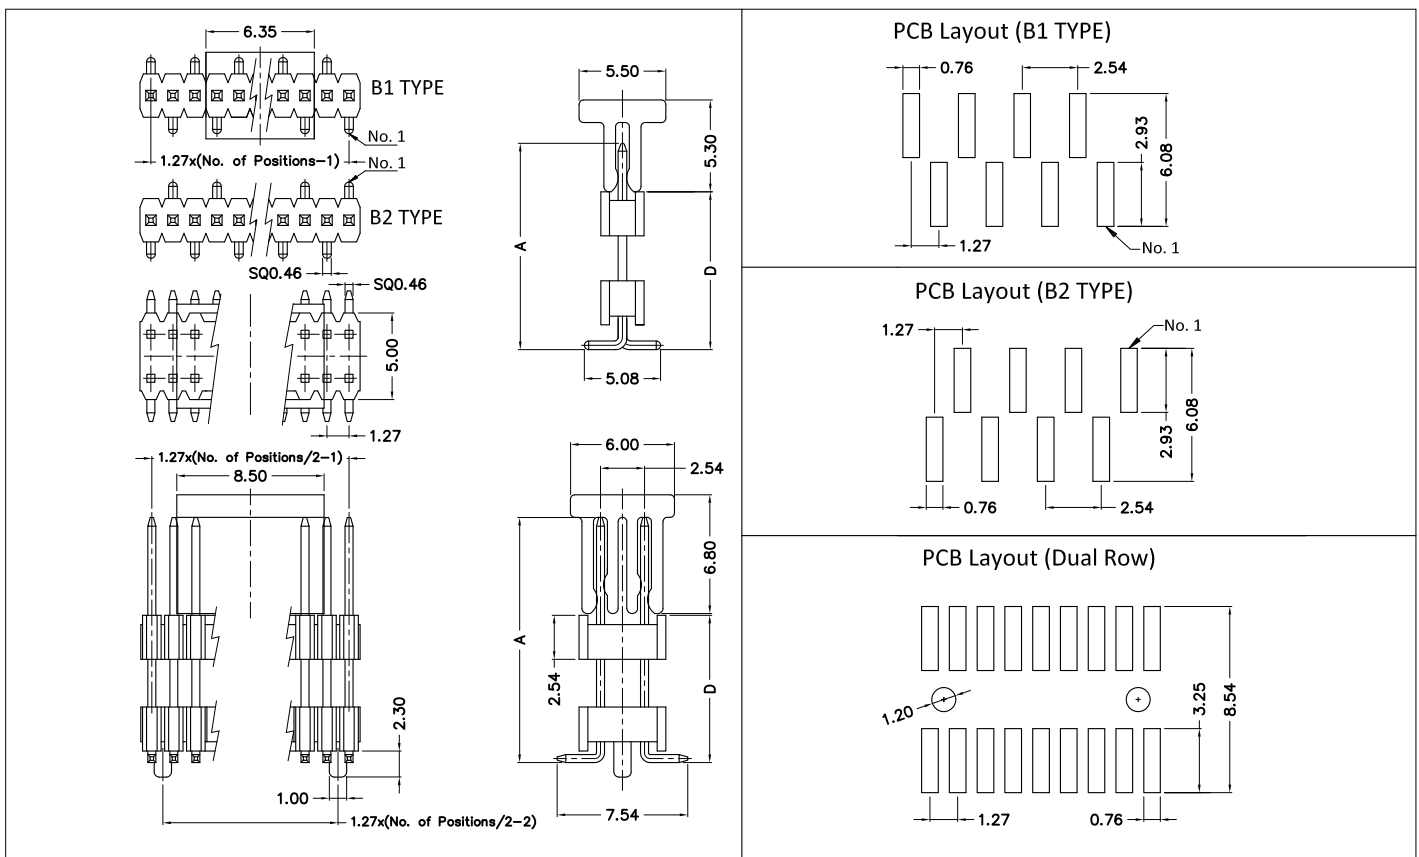 6.35
B1 TYPE
No. 1
1.27x(No. of Positions-1)
No. 1
B2 TYPE
SQ0.46
SQ0.46
5.00
1.27
1.27x(No. of Positions/2-1)
8.50
2.30
1.00
1.27x(No. of Positions/2-2)
5.50
5.30
A
D
5.08
6.00
2.54
6.80
A
2.54
D
7.54
PCB Layout (B1 TYPE)
0.76
2.54
2.93
6.08
1.27
No. 1
PCB Layout (B2 TYPE)
1.27
No. 1
2.93
6.08
0.76
2.54
PCB Layout (Dual Row)
1.20
3.25
8.54
1.27
0.76